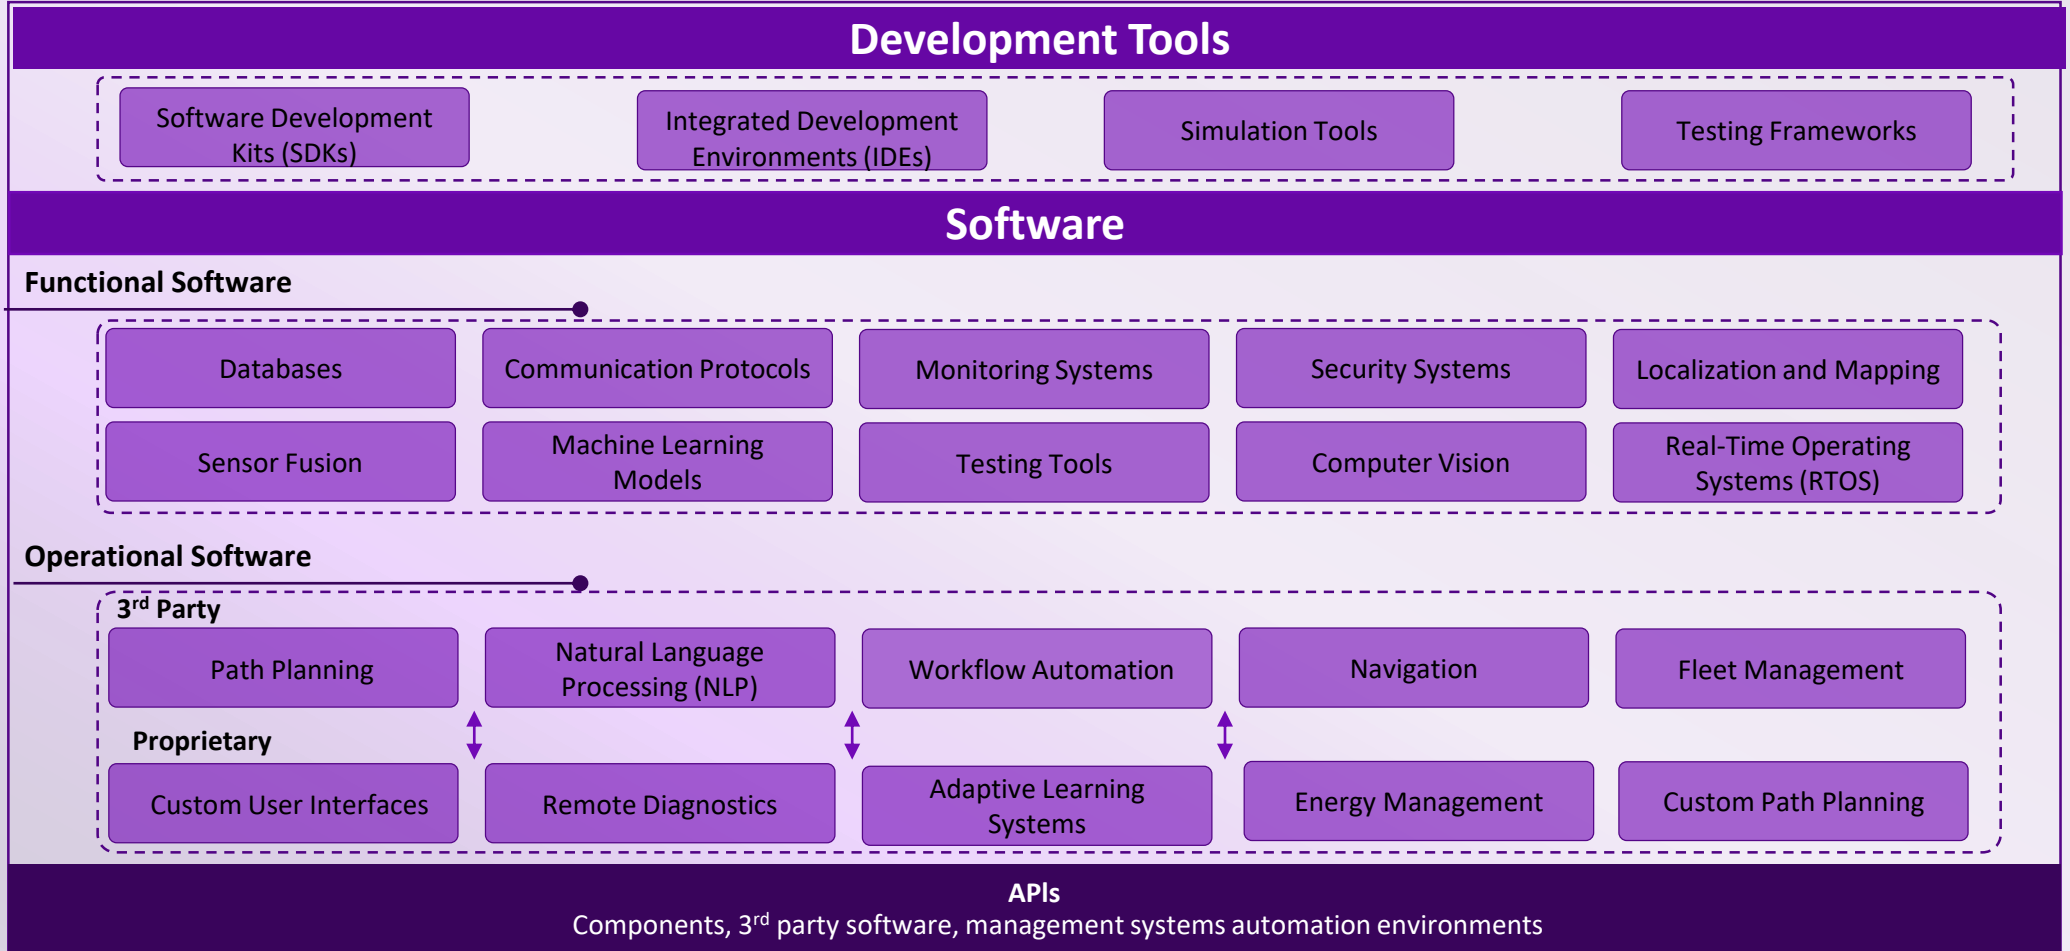 Development Tools
Software Development
Kits (SDKs)
Integrated Development
Environments (IDEs)
Simulation Tools
Testing Frameworks
Software
Functional Software
Databases
Communication Protocols
Monitoring Systems
Security Systems
Localization and Mapping
Sensor Fusion
Machine Learning
Models
Testing Tools
Computer Vision
Real-Time Operating
Systems (RTOS)
Operational Software
3rd Party
Path Planning
Natural Language
Processing (NLP)
Workflow Automation
Navigation
Fleet Management
Proprietary
Custom User Interfaces
Remote Diagnostics
Adaptive Learning
Systems
Energy Management
Custom Path Planning
APIs
Components, 3rd party software, management systems automation environments